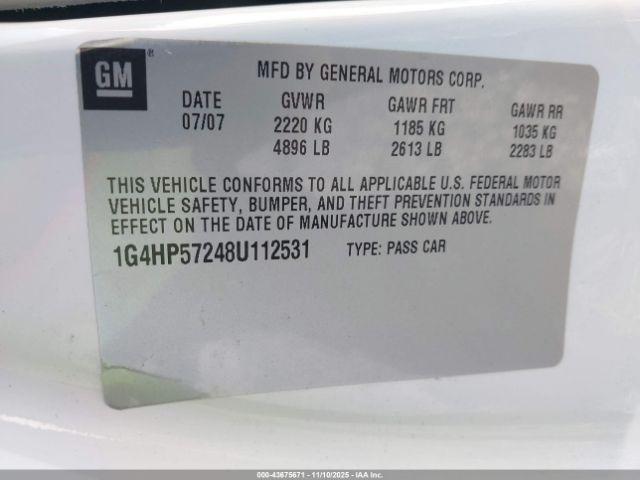 GM
MFD BY GENERAL MOTORS CORP.
DATE GVWR GAWR FRT GAWR RR
07/07 2220 KG 1185 KG 1035 KG
4896 LB 2613 LB 2283 LB
THIS VEHICLE CONFORMS TO ALL APPLICABLE U.S. FEDERAL MOTOR
VEHICLE SAFETY, BUMPER, AND THEFT PREVENTION STANDARDS IN
EFFECT ON THE DATE OF MANUFACTURE SHOWN ABOVE.
1G4HP57248U112531 TYPE: PASS CAR
000-43675671 - 11/10/2025 - IAA Inc.